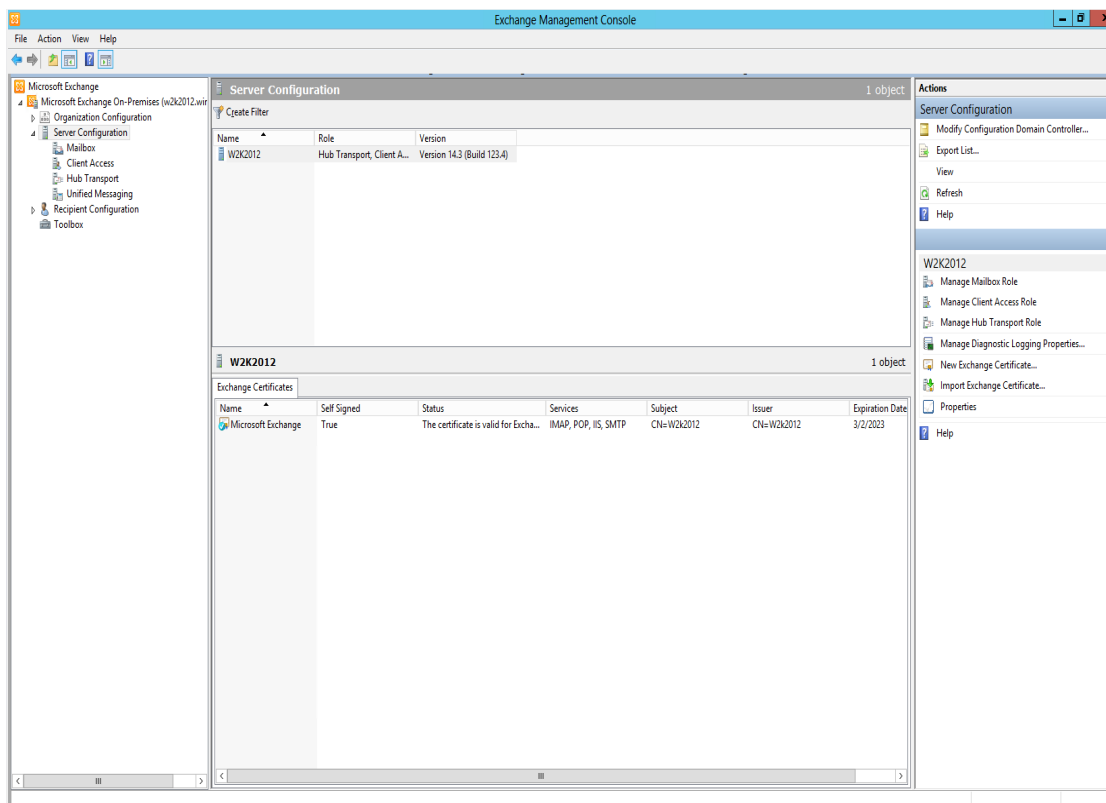 Exchange Management Console
File Action View Help
Microsoft Exchange
Microsoft Exchange On-Premises (w2k2012.wir
Organization Configuration
Server Configuration
Mailbox
Client Access
Hub Transport
Unified Messaging
Recipient Configuration
Toolbox
Server Configuration 1 object
Create Filter
Name Role Version
W2K2012 Hub Transport, Client A... Version 14.3 (Build 123.4)
W2K2012 1 object
Exchange Certificates
Name Self Signed Status Services Subject Issuer Expiration Date
Microsoft Exchange True The certificate is valid for Excha... IMAP, POP, IIS, SMTP CN=W2k2012 CN=W2k2012 3/2/2023
Actions
Server Configuration
Modify Configuration Domain Controller...
Export List...
View
Refresh
Help
W2K2012
Manage Mailbox Role
Manage Client Access Role
Manage Hub Transport Role
Manage Diagnostic Logging Properties...
New Exchange Certificate...
Import Exchange Certificate...
Properties
Help